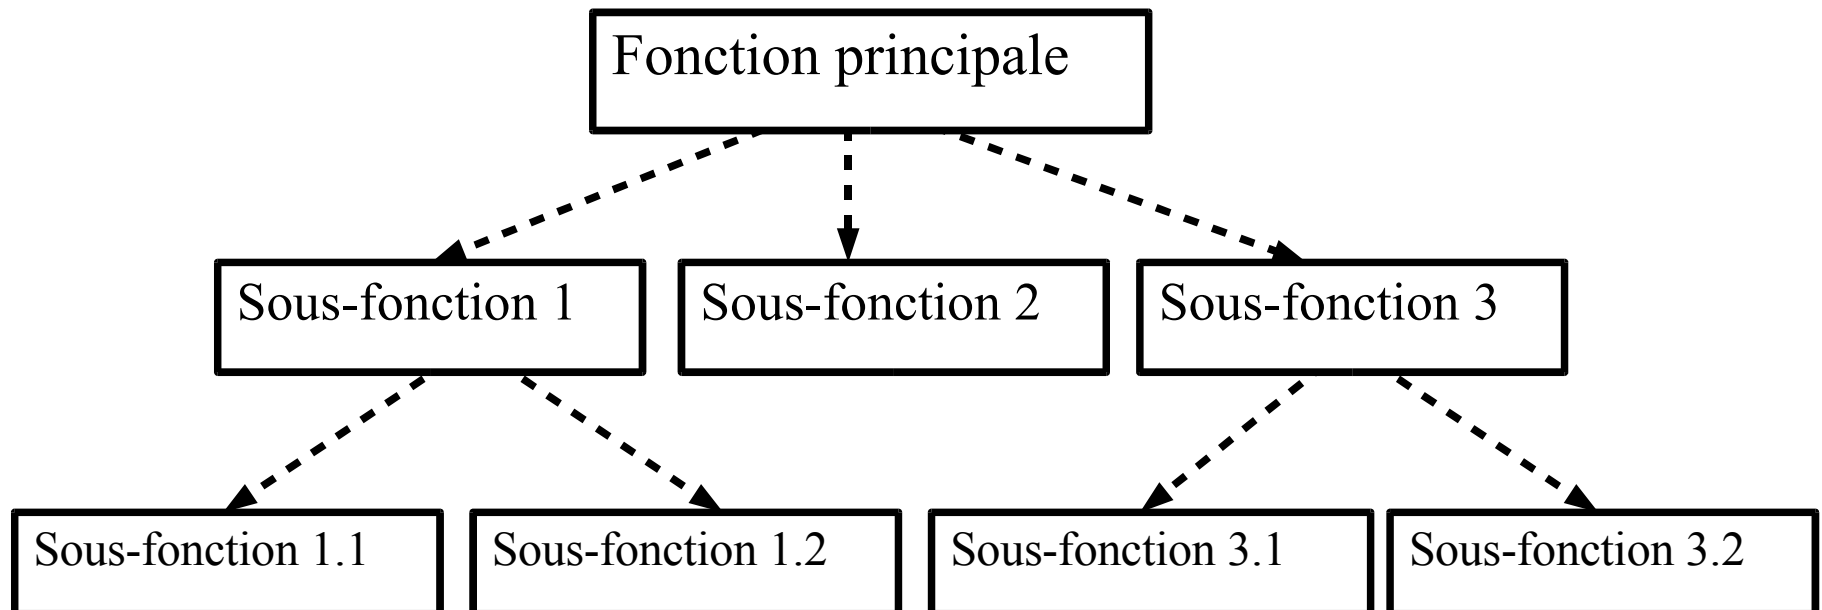 Fonction principale
Sous-fonction 1
Sous-fonction 2
Sous-fonction 3
Sous-fonction 1.1
Sous-fonction 1.2
Sous-fonction 3.1
Sous-fonction 3.2